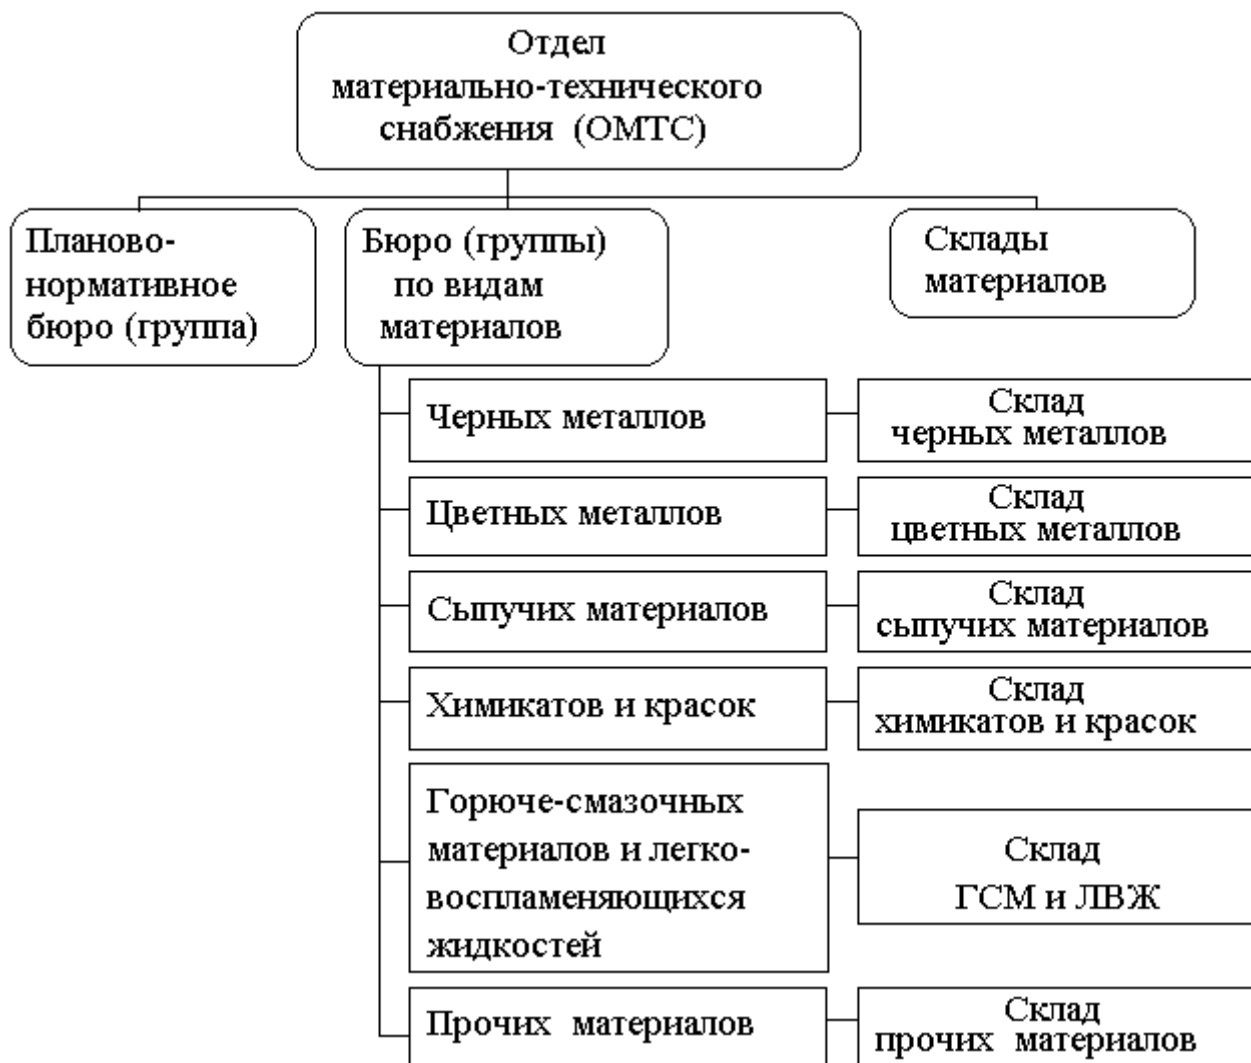 Отдел
материально-технического
снабжения (ОМТС)
Планово-
нормативное
бюро (группа)
Бюро (группы)
по видам
материалов
Склады
материалов
Черных металлов
Склад
черных металлов
Цветных металлов
Склад
цветных металлов
Сыпучих материалов
Склад
сыпучих материалов
Химикатов и красок
Склад
химикатов и красок
Горюче-смазочных
материалов и легко-
воспламеняющихся
жидкостей
Склад
ГСМ и ЛВЖ
Прочих материалов
Склад
прочих материалов